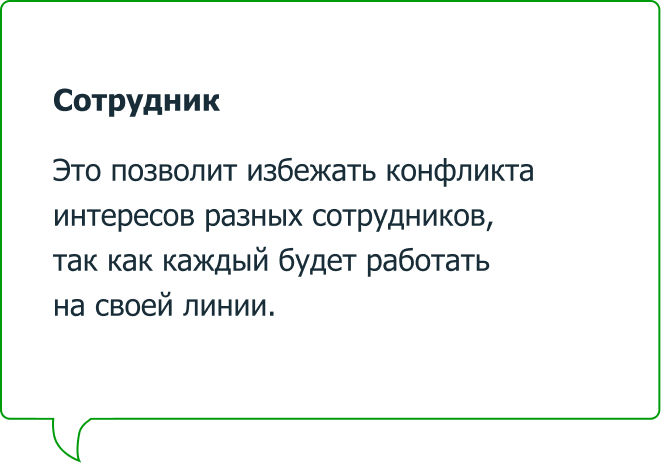 Сотрудник
Это позволит избежать конфликта
интересов разных сотрудников,
так как каждый будет работать
на своей линии.